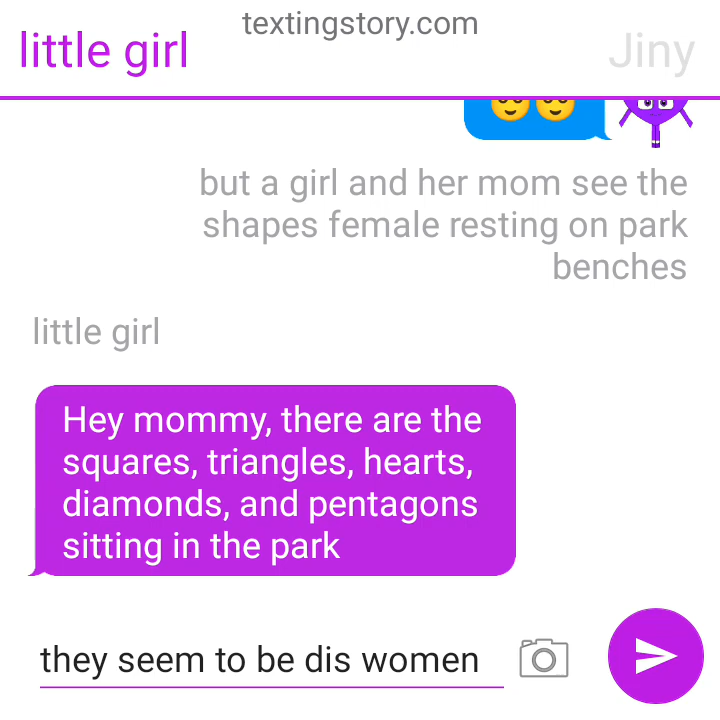 textingstory.com
little girl
Jiny
but a girl and her mom see the
shapes female resting on park
benches
little girl
Hey mommy, there are the
squares, triangles, hearts,
diamonds, and pentagons
sitting in the park
they seem to be dis women